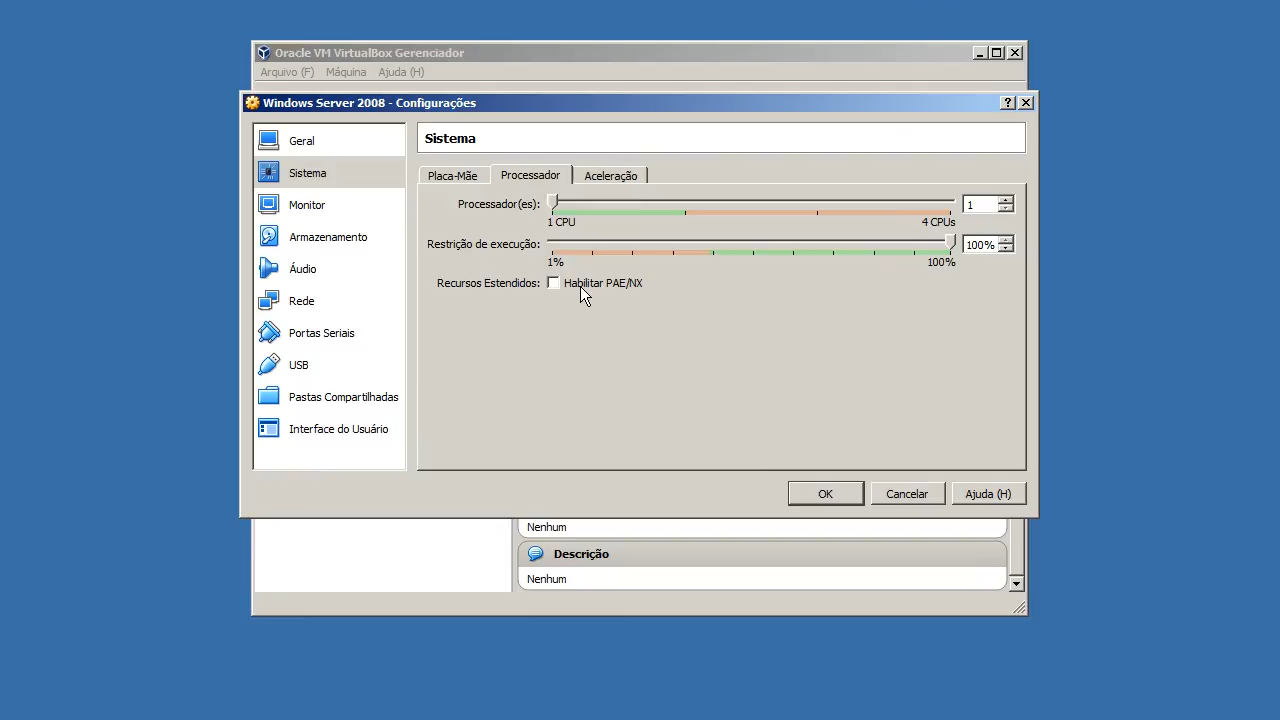 Oracle VM VirtualBox Gerenciador
Arquivo (F) Máquina Ajuda (H)
Windows Server 2008 - Configurações
Geral
Sistema
Monitor
Armazenamento
Áudio
Rede
Portas Seriais
USB
Pastas Compartilhadas
Interface do Usuário
Sistema
Placa-Mãe Processador Aceleração
Processador(es): 1
1 CPU 4 CPUs
Restrição de execução: 100%
1% 100%
Recursos Estendidos: Habilitar PAE/NX
OK Cancelar Ajuda (H)
Nenhum
Descrição
Nenhum